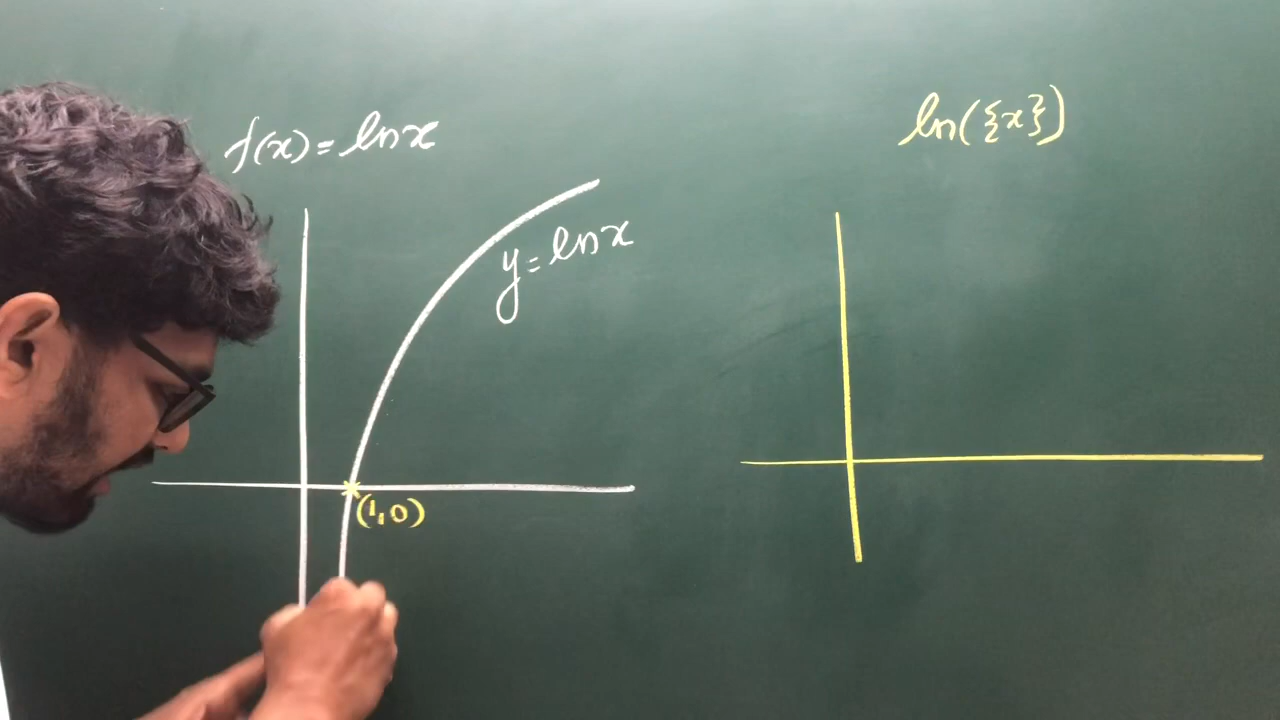 f(x) = ln x
y = ln x
(1,0)
ln({x})